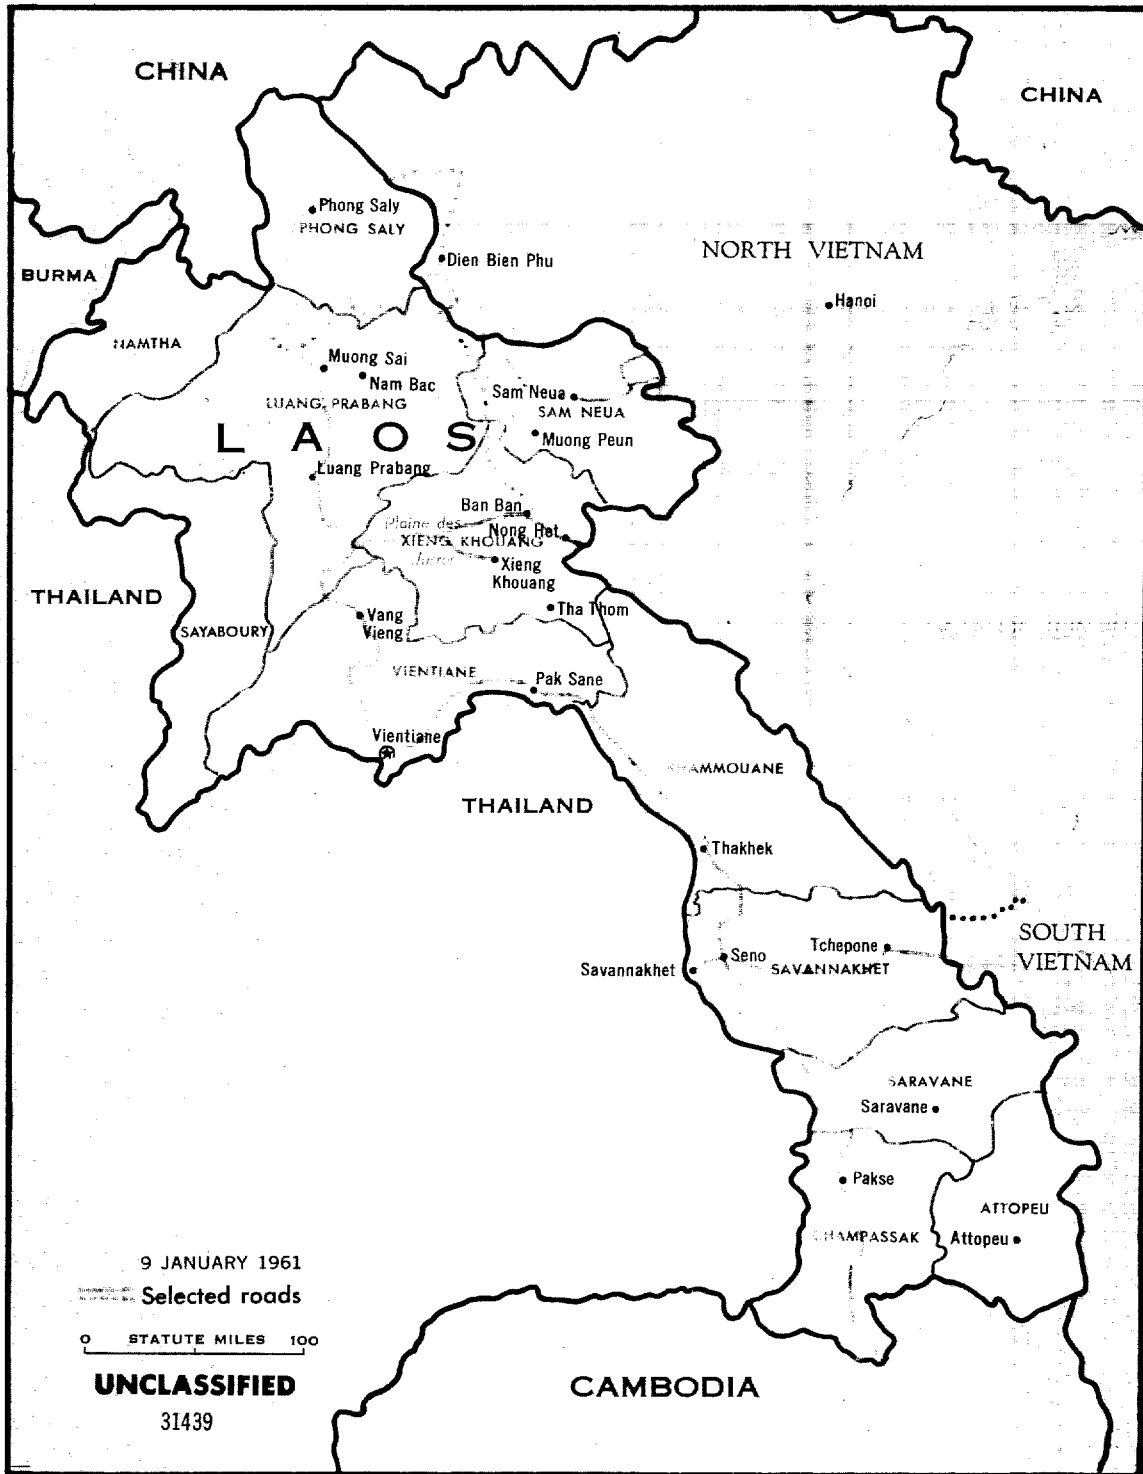 CHINA
CHINA
Phong Saly
PHONG SALY
NORTH VIETNAM
Dien Bien Phu
BURMA
Hanoi
NAMTHA
Muong Sai
Nam Bac
Sam Neua
LUANG PRABANG
SAM NEUA
LAOS
Muong Peun
Luang Prabang
Ban Ban
Plaine des
Nong Het
XIENG KHOUANG
Jarres
Xieng
Khouang
THAILAND
Tha Thom
Vang
Vieng
SAYABOURY
VIENTIANE
Pak Sane
Vientiane
KHAMMOUANE
THAILAND
Thakhek
SOUTH
VIETNAM
Tchepone
Seno
Savannakhet
SAVANNAKHET
SARAVANE
Saravane
Pakse
ATTOPEU
CHAMPASSAK
Attopeu
9 JANUARY 1961
Selected roads
0 STATUTE MILES 100
UNCLASSIFIED
31439
CAMBODIA